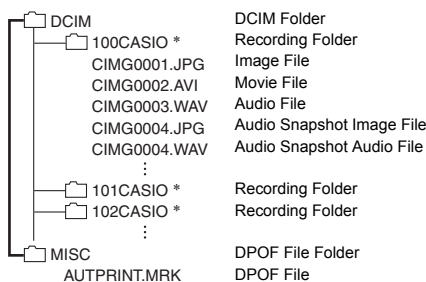 DCIM DCIM Folder
100CASIO * Recording Folder
CIMG0001.JPG Image File
CIMG0002.AVI Movie File
CIMG0003.WAV Audio File
CIMG0004.JPG Audio Snapshot Image File
CIMG0004.WAV Audio Snapshot Audio File
101CASIO * Recording Folder
102CASIO * Recording Folder
MISC DPOF File Folder
AUTPRINT.MRK DPOF File